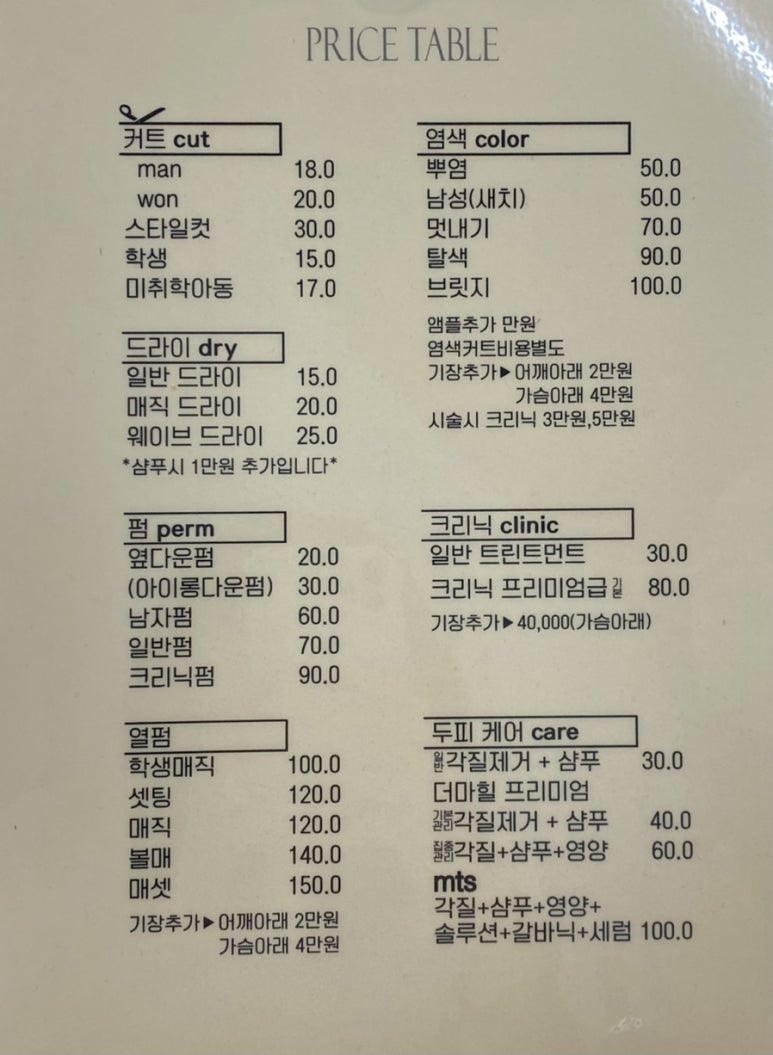 PRICE TABLE
커트 cut
man 18.0
won 20.0
스타일컷 30.0
학생 15.0
미취학아동 17.0
드라이 dry
일반 드라이 15.0
매직 드라이 20.0
웨이브 드라이 25.0
*샴푸시 1만원 추가입니다*
펌 perm
옆다운펌 20.0
(아이롱다운펌) 30.0
남자펌 60.0
일반펌 70.0
크리닉펌 90.0
열펌
학생매직 100.0
셋팅 120.0
매직 120.0
볼매 140.0
매셋 150.0
기장추가▶어깨아래 2만원
가슴아래 4만원
염색 color
뿌염 50.0
남성(새치) 50.0
멋내기 70.0
탈색 90.0
브릿지 100.0
앰플추가 만원
염색커트비용별도
기장추가▶어깨아래 2만원
가슴아래 4만원
시술시 크리닉 3만원,5만원
크리닉 clinic
일반 트린트먼트 30.0
크리닉 프리미엄급 기본 80.0
기장추가▶40,000(가슴아래)
두피 케어 care
일반 각질제거 + 샴푸 30.0
더마힐 프리미엄
기본관리 각질제거 + 샴푸 40.0
집중관리 각질+샴푸+영양 60.0
mts
각질+샴푸+영양+
솔루션+갈바닉+세럼 100.0